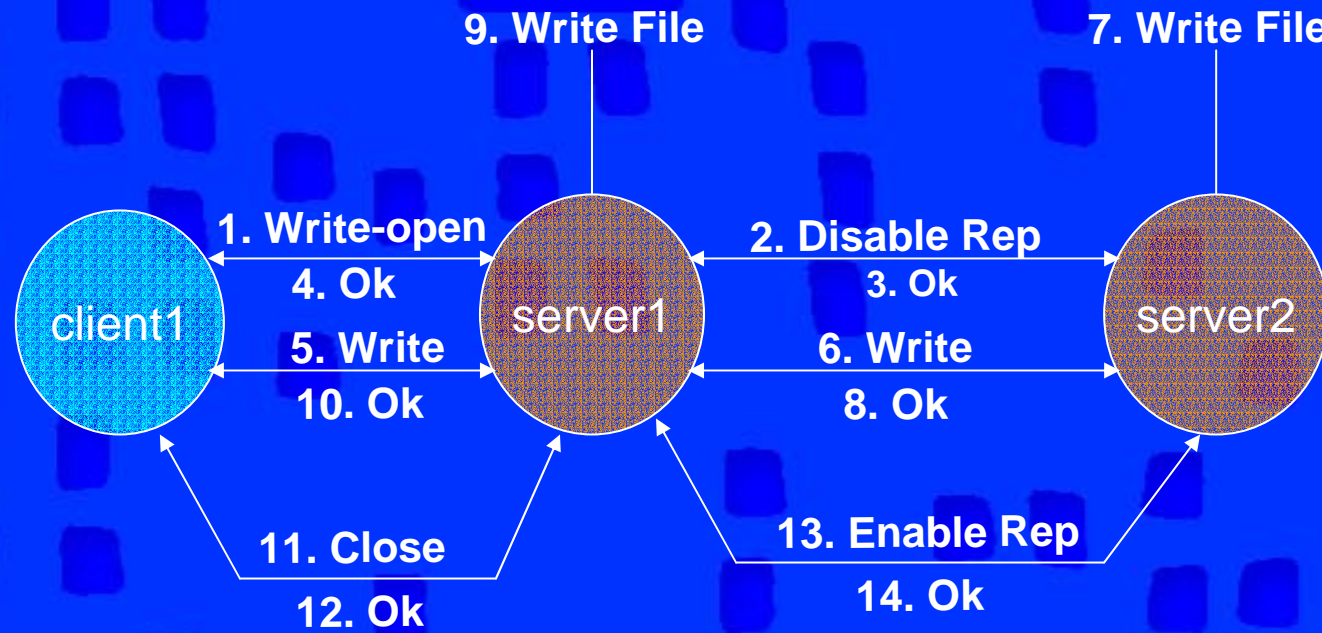 9. Write File
7. Write File
1. Write-open
2. Disable Rep
4. Ok
3. Ok
client1
server1
server2
5. Write
6. Write
10. Ok
8. Ok
11. Close
13. Enable Rep
12. Ok
14. Ok